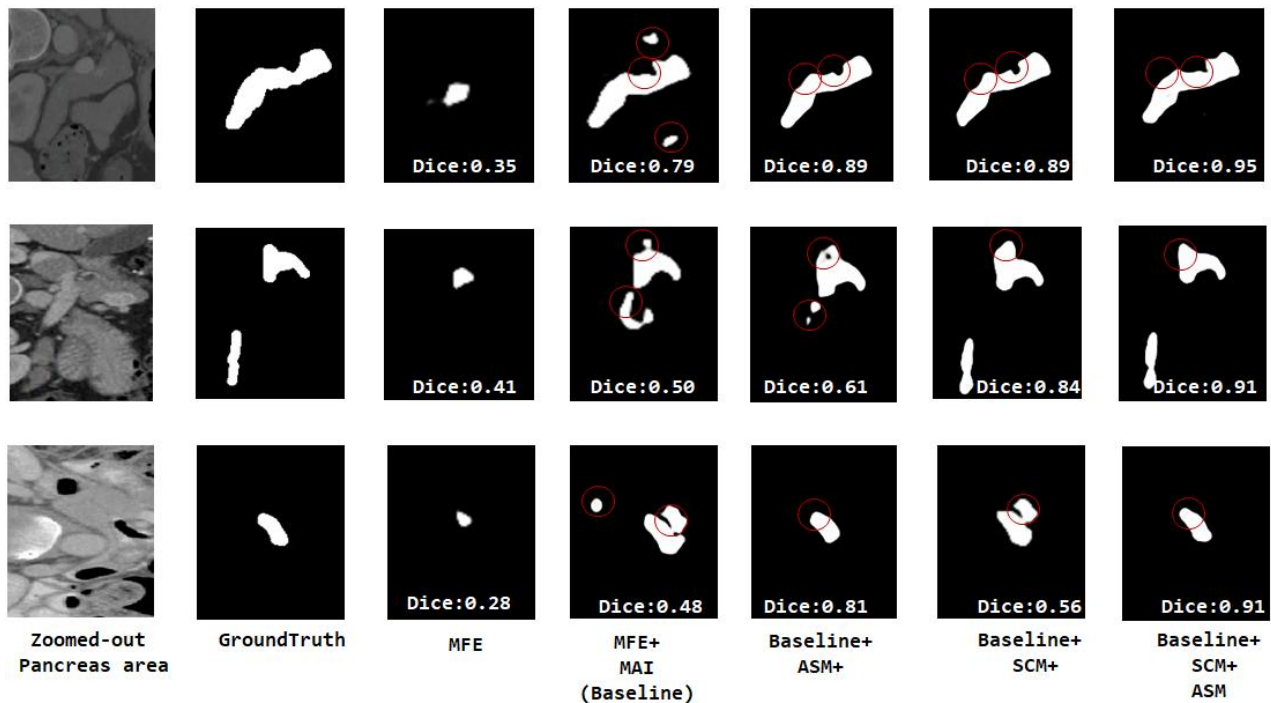 Dice:0.35
Dice:0.79
Dice:0.89
Dice:0.89
Dice:0.95
Dice:0.41
Dice:0.50
Dice:0.61
Dice:0.84
Dice:0.91
Dice:0.28
Dice:0.48
Dice:0.81
Dice:0.56
Dice:0.91
Zoomed-out
Pancreas area
GroundTruth
MFE
MFE+
MAI
(Baseline)
Baseline+
ASM+
Baseline+
SCM+
Baseline+
SCM+
ASM